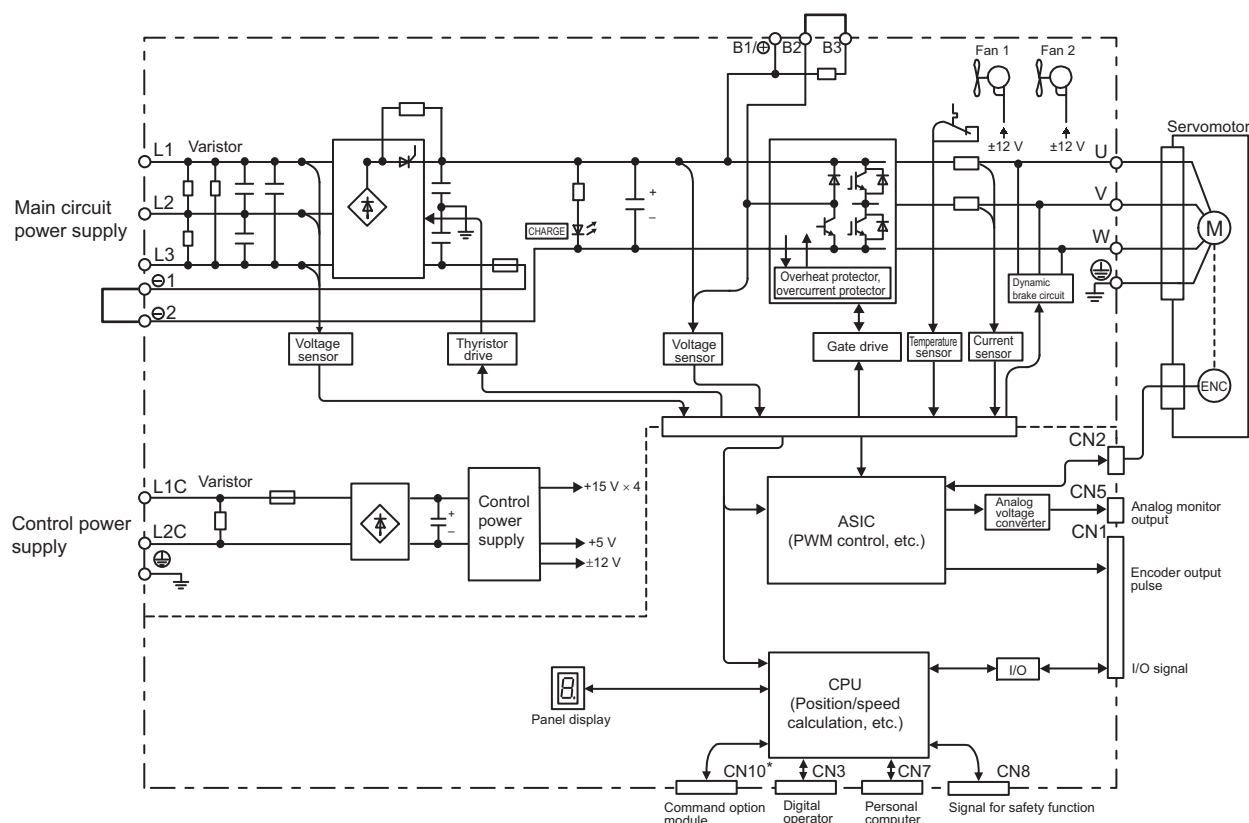 B1/⊕ B2 B3
Fan 1 Fan 2
±12 V ±12 V
Servomotor
Varistor
L1
L2
L3
⊖1
⊖2
Main circuit
power supply
CHARGE
+
–
Overheat protector,
overcurrent protector
U
V
W
M
Dynamic
brake circuit
Voltage
sensor
Thyristor
drive
Voltage
sensor
Gate drive
Temperature
sensor
Current
sensor
ENC
CN2
Varistor
L1C
L2C
Control power
supply
+
–
Control
power
supply
+15 V × 4
+5 V
±12 V
ASIC
(PWM control, etc.)
Analog
voltage
converter
CN5
Analog monitor
output
CN1
Encoder output
pulse
I/O
I/O signal
CPU
(Position/speed
calculation, etc.)
8.
Panel display
CN10* CN3 CN7 CN8
Command option
module
Digital
operator
Personal
computer
Signal for safety function